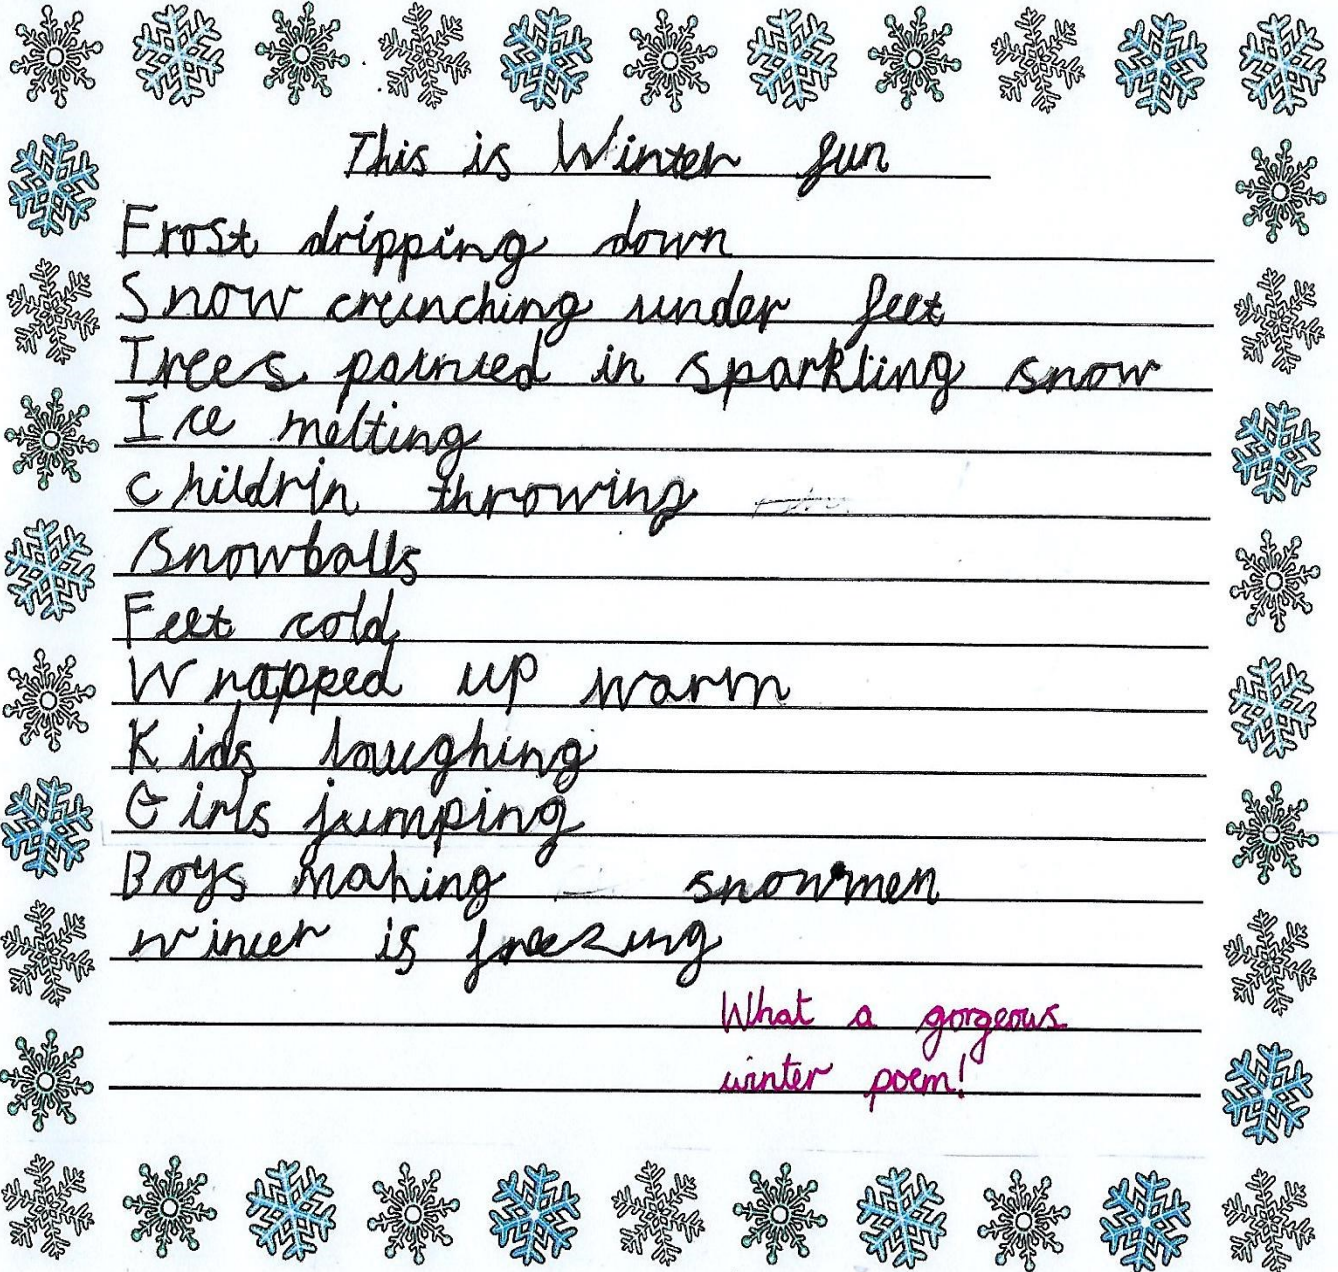 This is Winter fun
Frost dripping down
Snow crunching under feet
Trees painted in sparkling snow
Ice melting
childrin throwing
Snowballs
Feet cold
Wrapped up warm
Kids laughing
Girls jumping
Boys making snowmen
winter is freezing
What a gorgeous
winter poem!